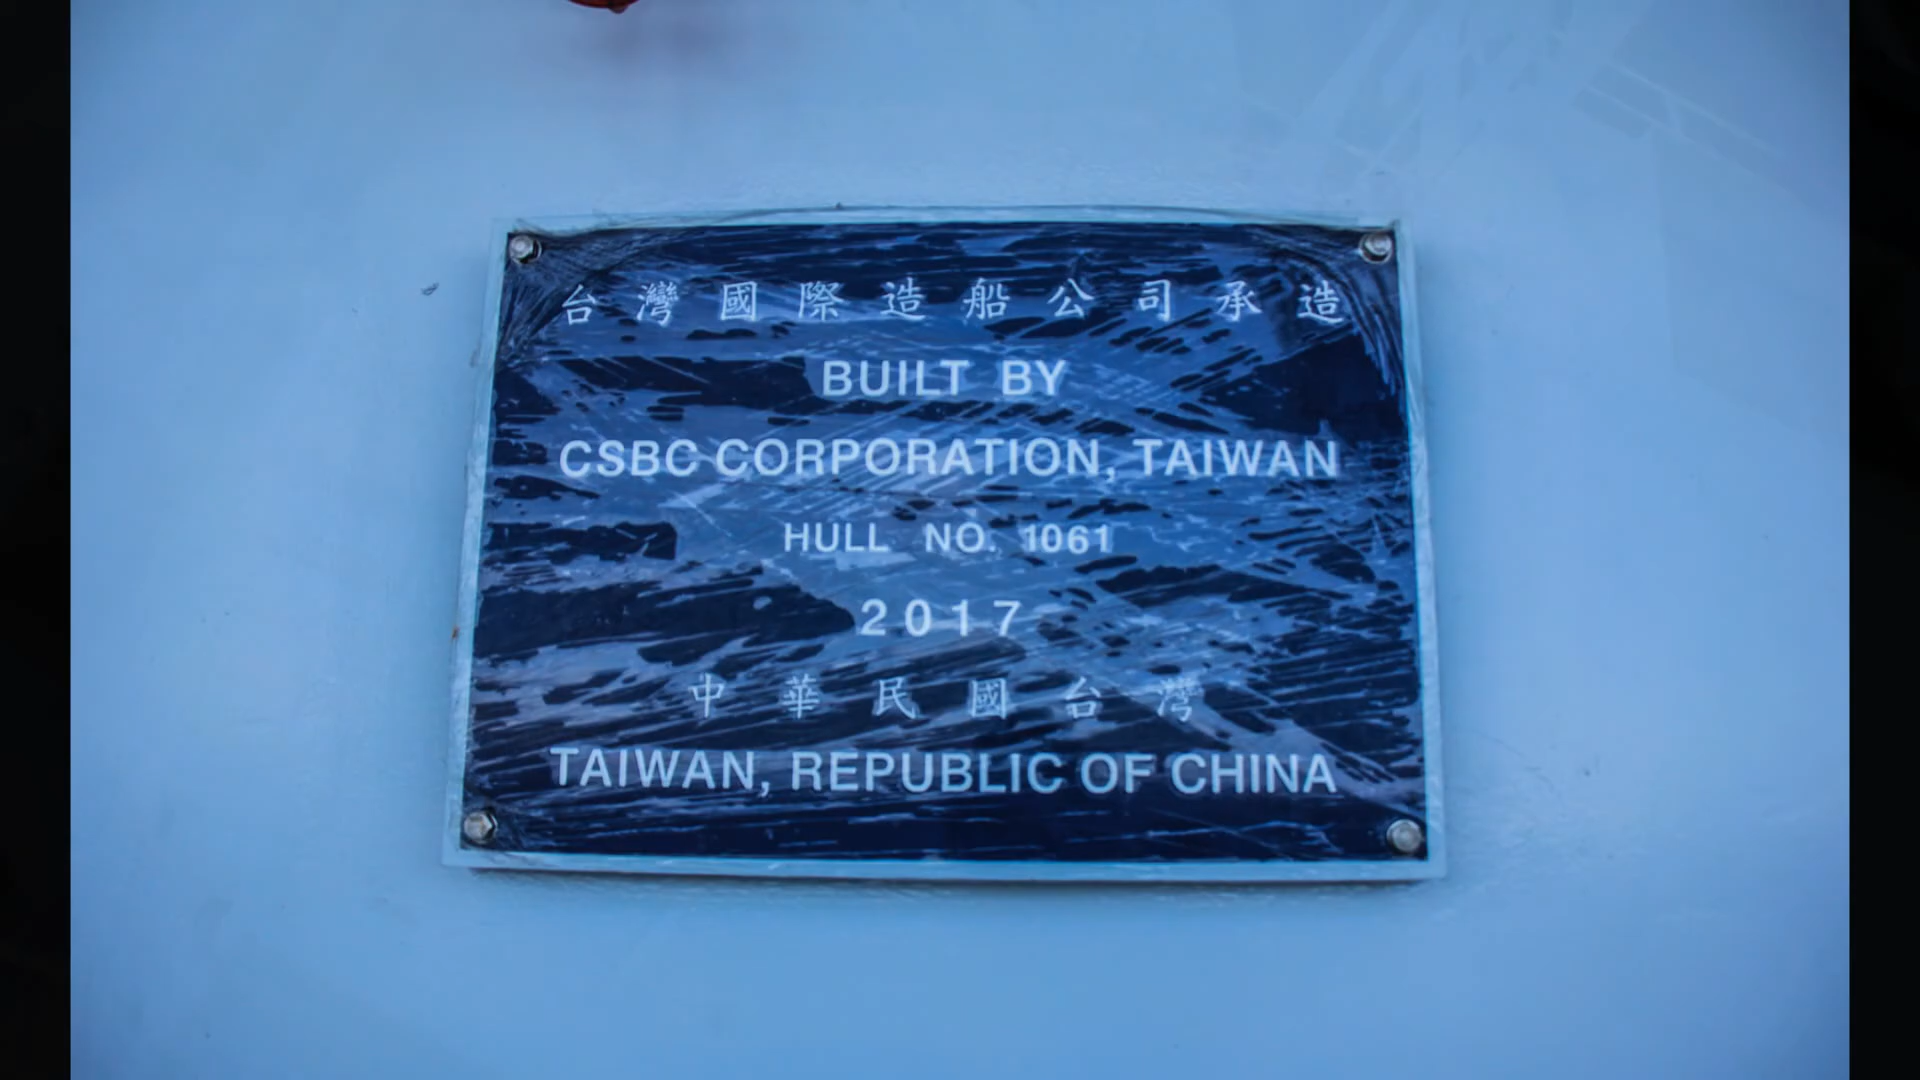 台灣國際造船公司承造
BUILT BY
CSBC CORPORATION, TAIWAN
HULL NO. 1061
2017
中華民國台灣
TAIWAN, REPUBLIC OF CHINA